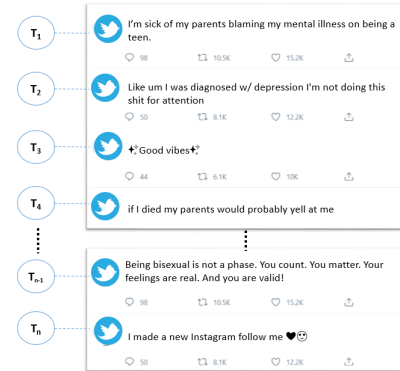 T1
I'm sick of my parents blaming my mental illness on being a
teen.
98 10.5K 15.2K
T2
Like um I was diagnosed w/ depression I'm not doing this
shit for attention
50 8.1K 12.2K
T3
✨Good vibes✨
44 6.1K 10K
T4
if I died my parents would probably yell at me
Tn-1
Being bisexual is not a phase. You count. You matter. Your
feelings are real. And you are valid!
98 10.5K 15.2K
Tn
I made a new Instagram follow me 🖤🙂
50 8.1K 12.2K